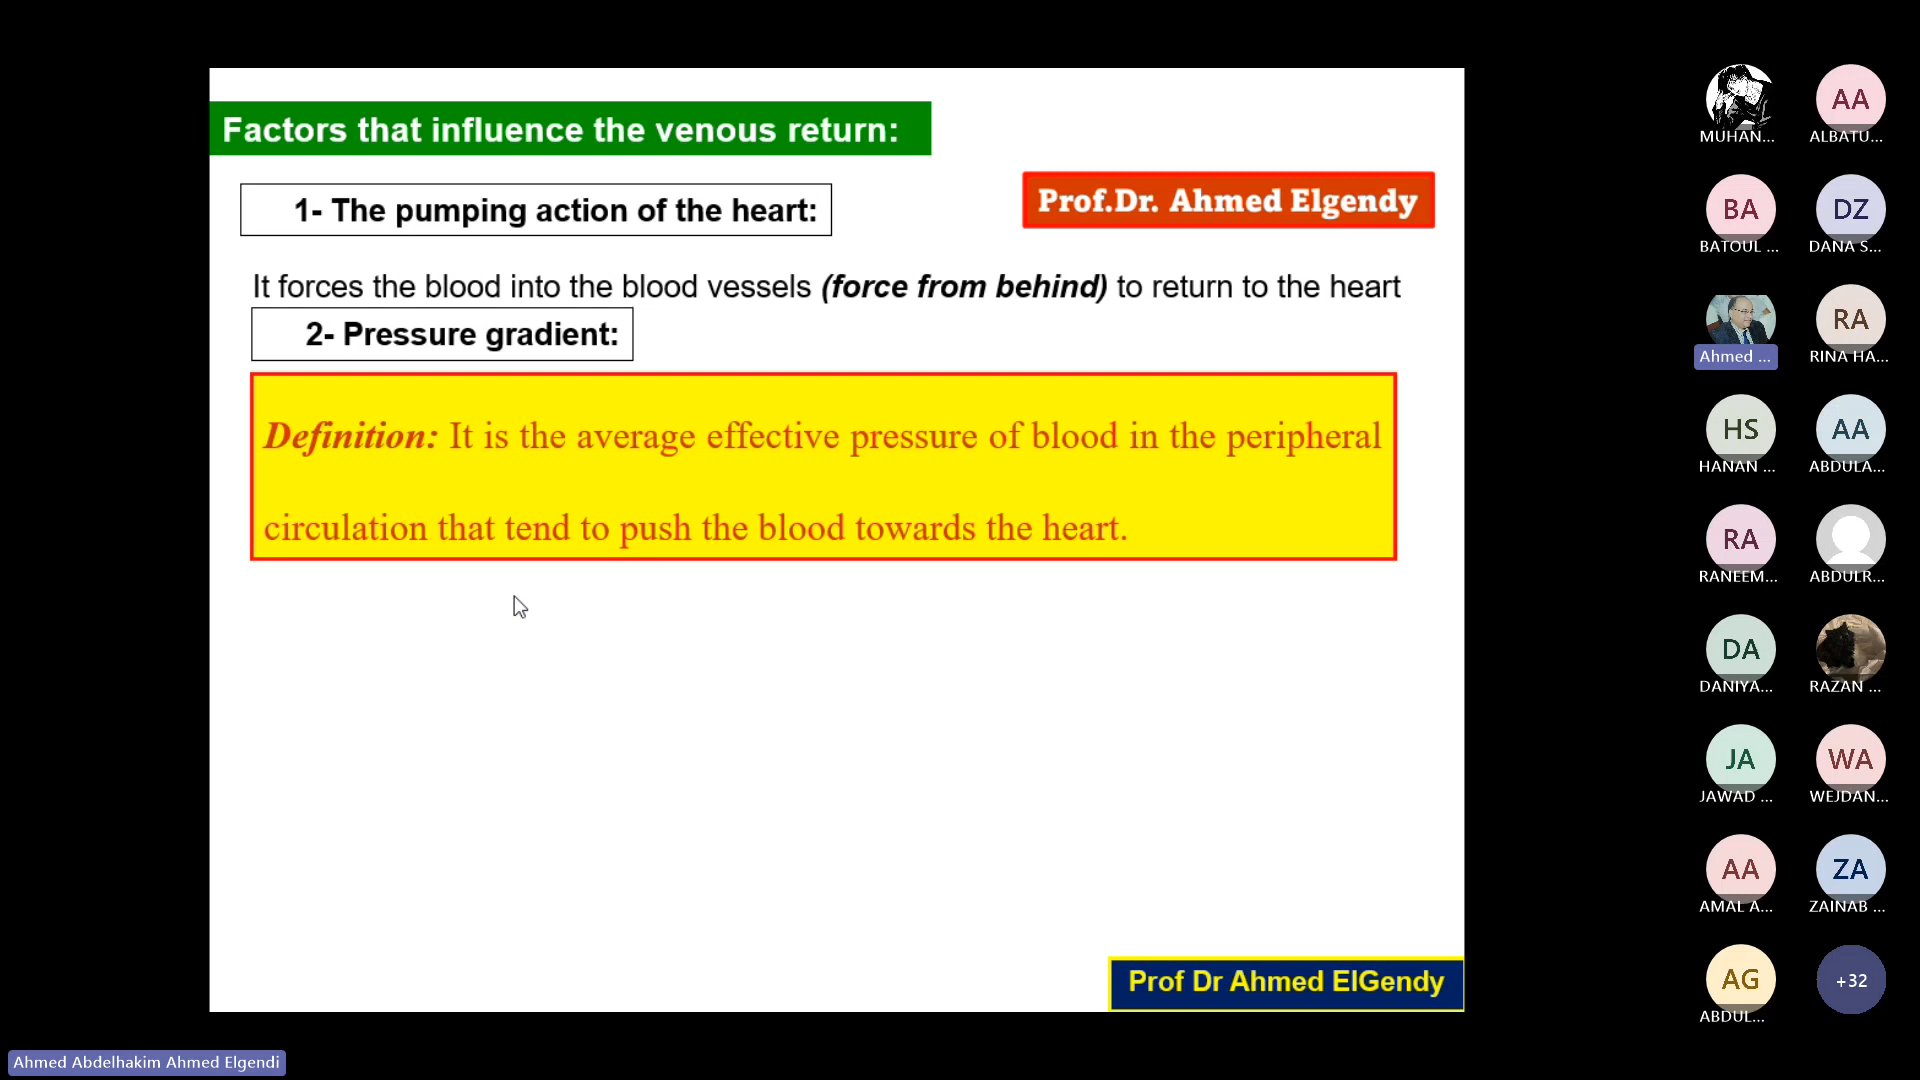 Factors that influence the venous return:
1- The pumping action of the heart:
Prof.Dr. Ahmed Elgendy
It forces the blood into the blood vessels (force from behind) to return to the heart
2- Pressure gradient:
Definition: It is the average effective pressure of blood in the peripheral
circulation that tend to push the blood towards the heart.
Prof Dr Ahmed ElGendy
Ahmed Abdelhakim Ahmed Elgendi
MUHAN...
AA
ALBATU...
BA
BATOUL ...
DZ
DANA S...
Ahmed ...
RA
RINA HA...
HS
HANAN ...
AA
ABDULA...
RA
RANEEM...
ABDULR...
DA
DANIYA...
RAZAN ...
JA
JAWAD ...
WA
WEJDAN...
AA
AMAL A...
ZA
ZAINAB ...
AG
ABDUL...
+32